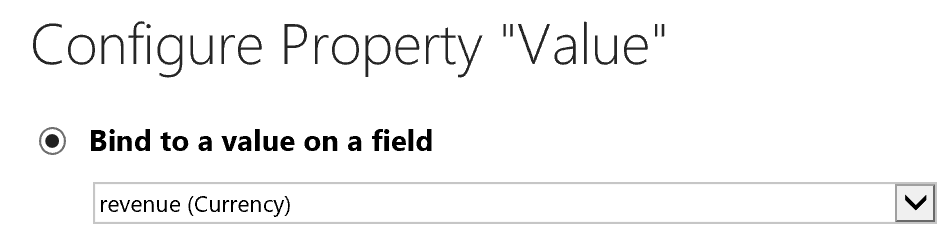 Configure Property "Value"
Bind to a value on a field
revenue (Currency)